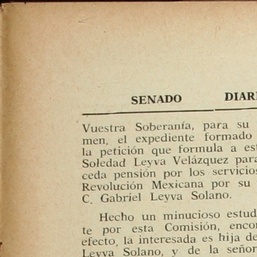 SENADO DIARI
Vuestra Soberanía, para su
men, el expediente formado
la petición que formula a est
Soledad Leyva Velázquez para
ceda pensión por los servicios
Revolución Mexicana por su
C. Gabriel Leyva Solano.
Hecho un minucioso estud
te por esta Comisión, encon
efecto, la interesada es hija de
Leyva Solano, y de la señor